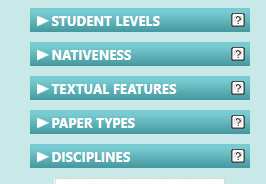 ▶ STUDENT LEVELS ?
▶ NATIVENESS ?
▶ TEXTUAL FEATURES ?
▶ PAPER TYPES ?
▶ DISCIPLINES ?